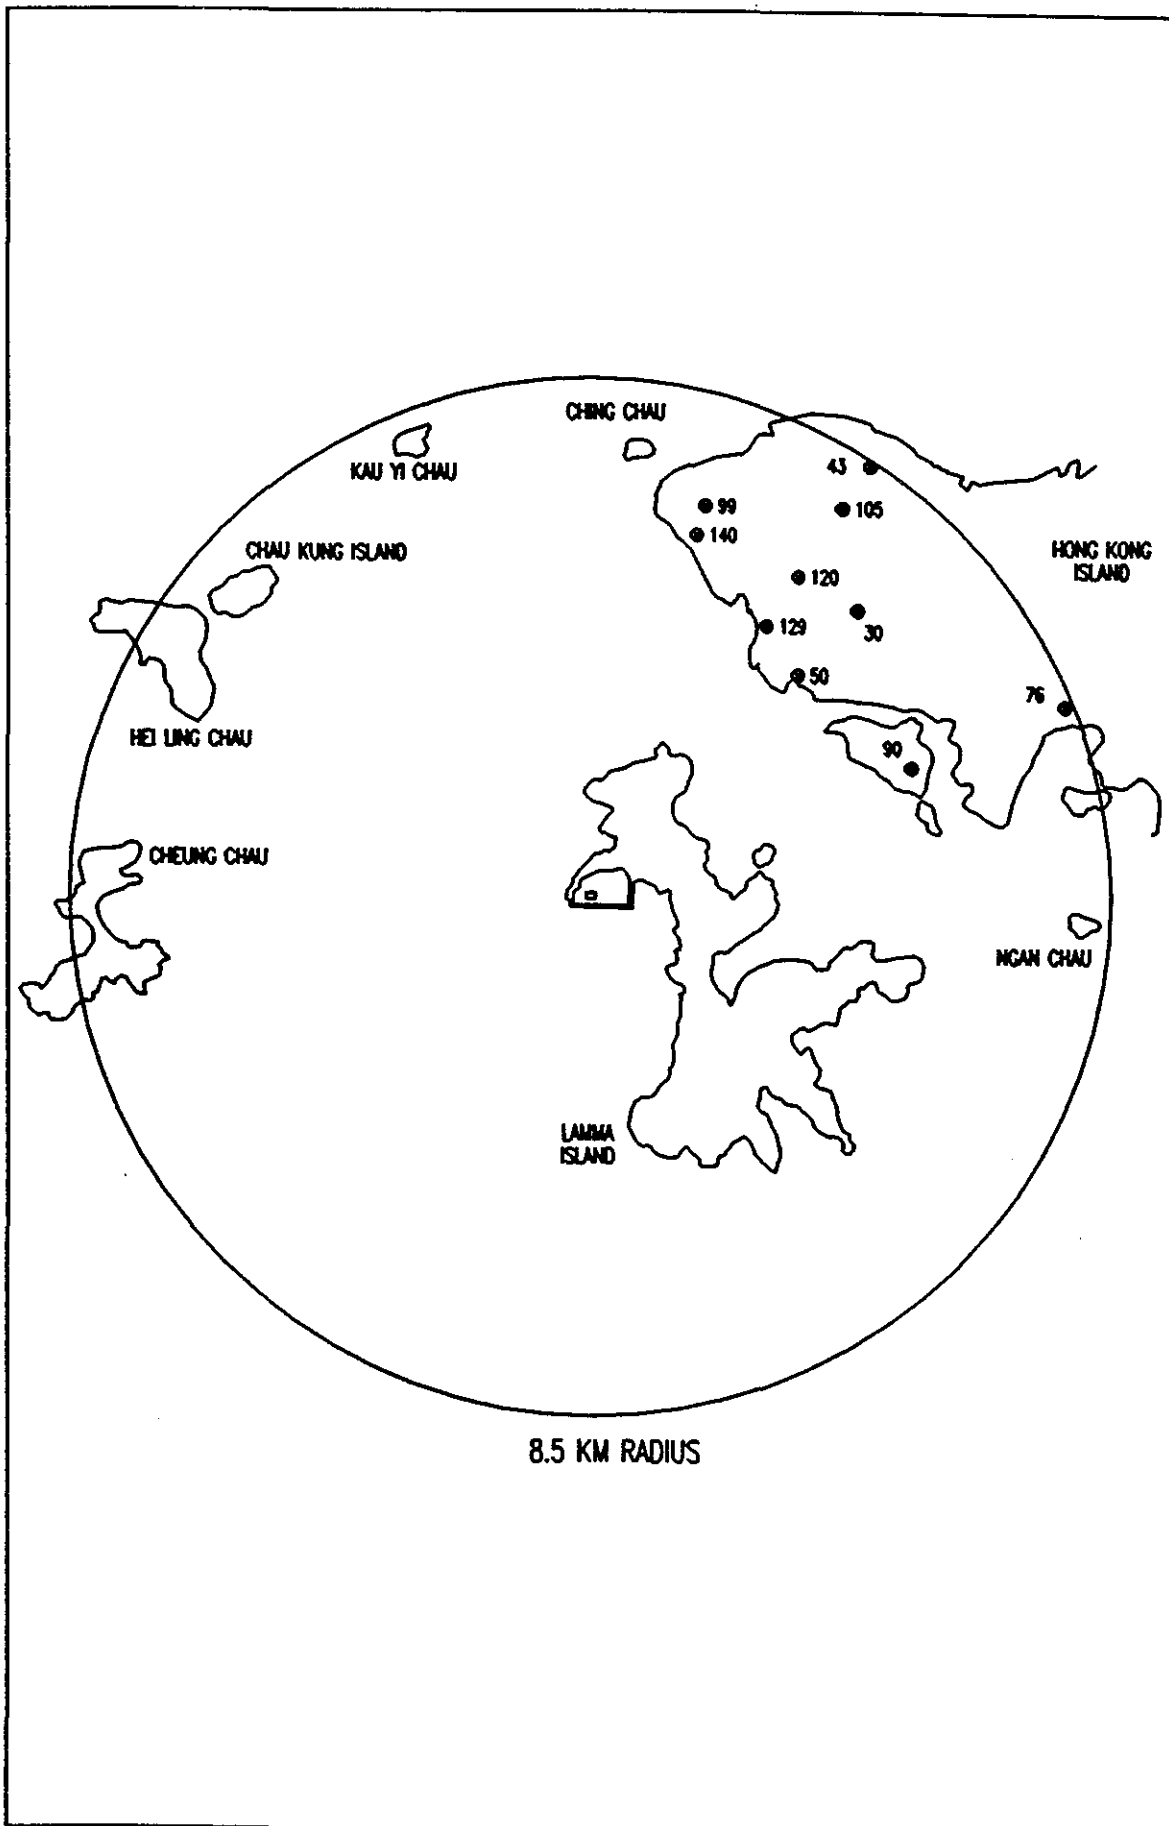 CHING CHAU
KAU YI CHAU
43
99
105
140
CHAU KUNG ISLAND
HONG KONG
ISLAND
120
129
30
50
76
HEI LING CHAU
90
CHEUNG CHAU
NGAN CHAU
LAMMA
ISLAND
8.5 KM RADIUS